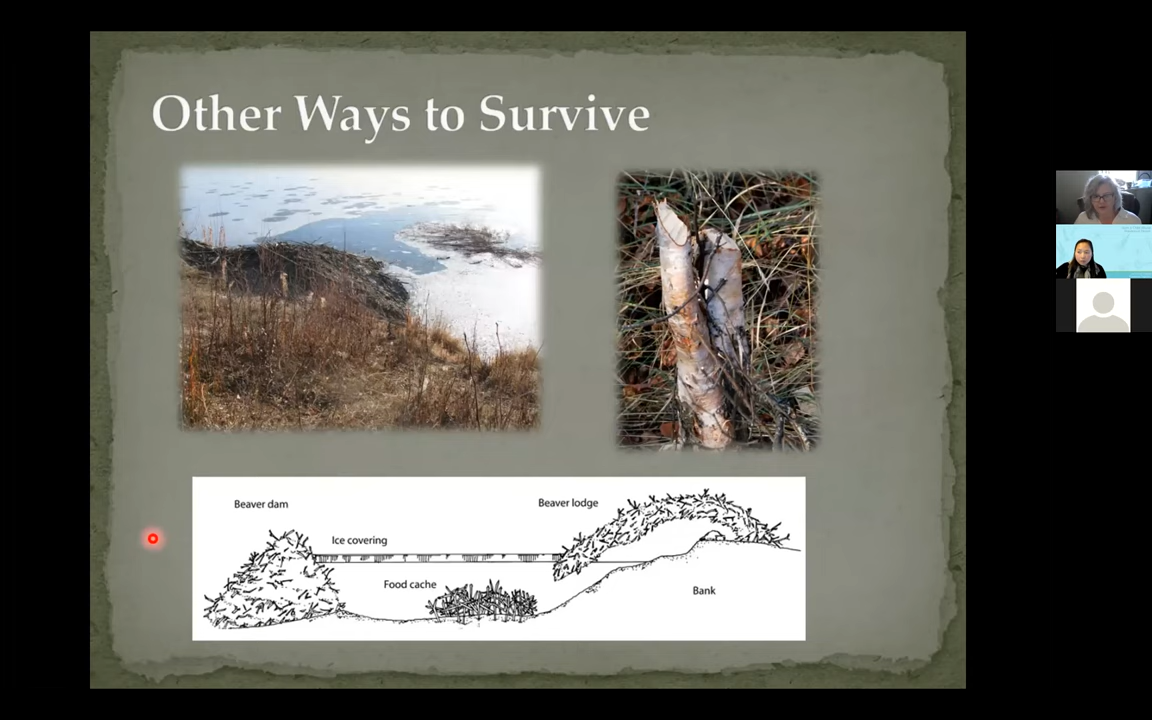 Other Ways to Survive
Beaver dam
Beaver lodge
Ice covering
Food cache
Bank